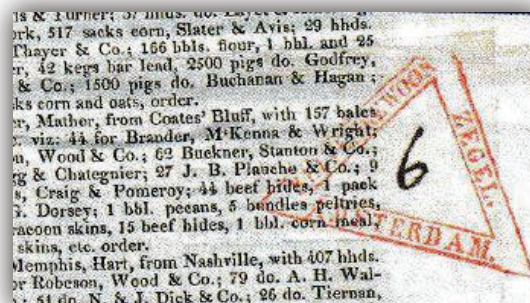 & Turner; 37 hhds. do.
517 sacks corn, Slater & Avis; 29 hhds.
Thayer & Co.; 166 bbls. flour, 1 bbl. and 25
42 kegs bar lead, 2500 pigs do. Godfrey,
& Co.; 1500 pigs do. Buchanan & Hagan;
corn and oats, order.
Mather, from Coates' Bluff, with 157 bales
viz: 44 for Brander, M'Kenna & Wright;
Wood & Co.; 62 Buckner, Stanton & Co.;
& Chategnier; 27 J. B. Plauche & Co.; 9
Craig & Pomeroy; 44 beef hides, 1 pack
Dorsey; 1 bbl. pecans, 5 bundles peltries,
racoon skins, 15 beef hides, 1 bbl. corn meal,
skins, etc. order.
Memphis, Hart, from Nashville, with 407 hhds.
Robeson, Wood & Co.; 79 do. A. H. Wal-
51 do. N. & J. Dick & Co.; 26 do. Tiernan,
WOON
ZEGEL.
TERDAM.
6